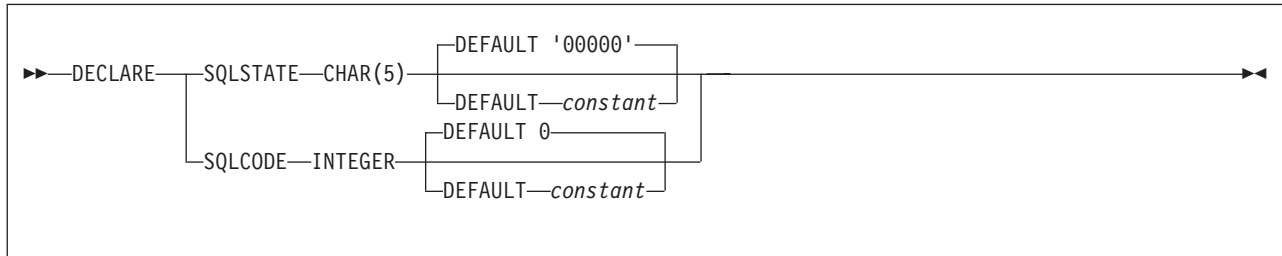 DEFAULT '00000'
DECLARE SQLSTATE CHAR(5)
DEFAULT constant
DEFAULT 0
SQLCODE INTEGER
DEFAULT constant